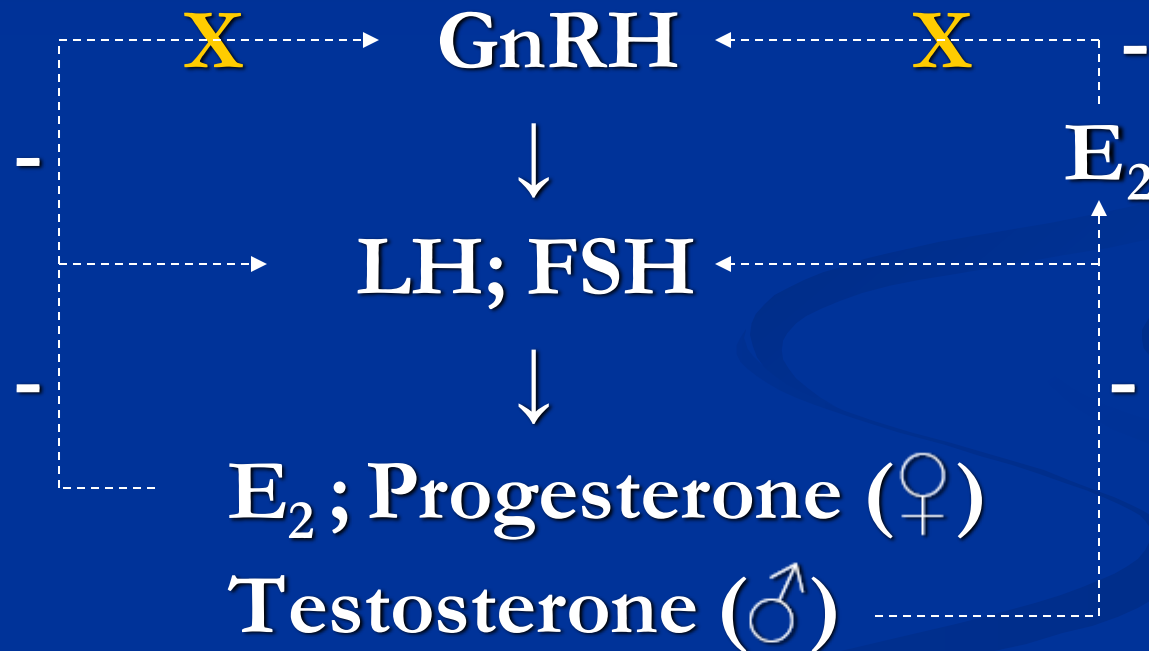 X GnRH X -
↓
- E₂
LH; FSH
↓
- -
E₂ ; Progesterone (♀)
Testosterone (♂)